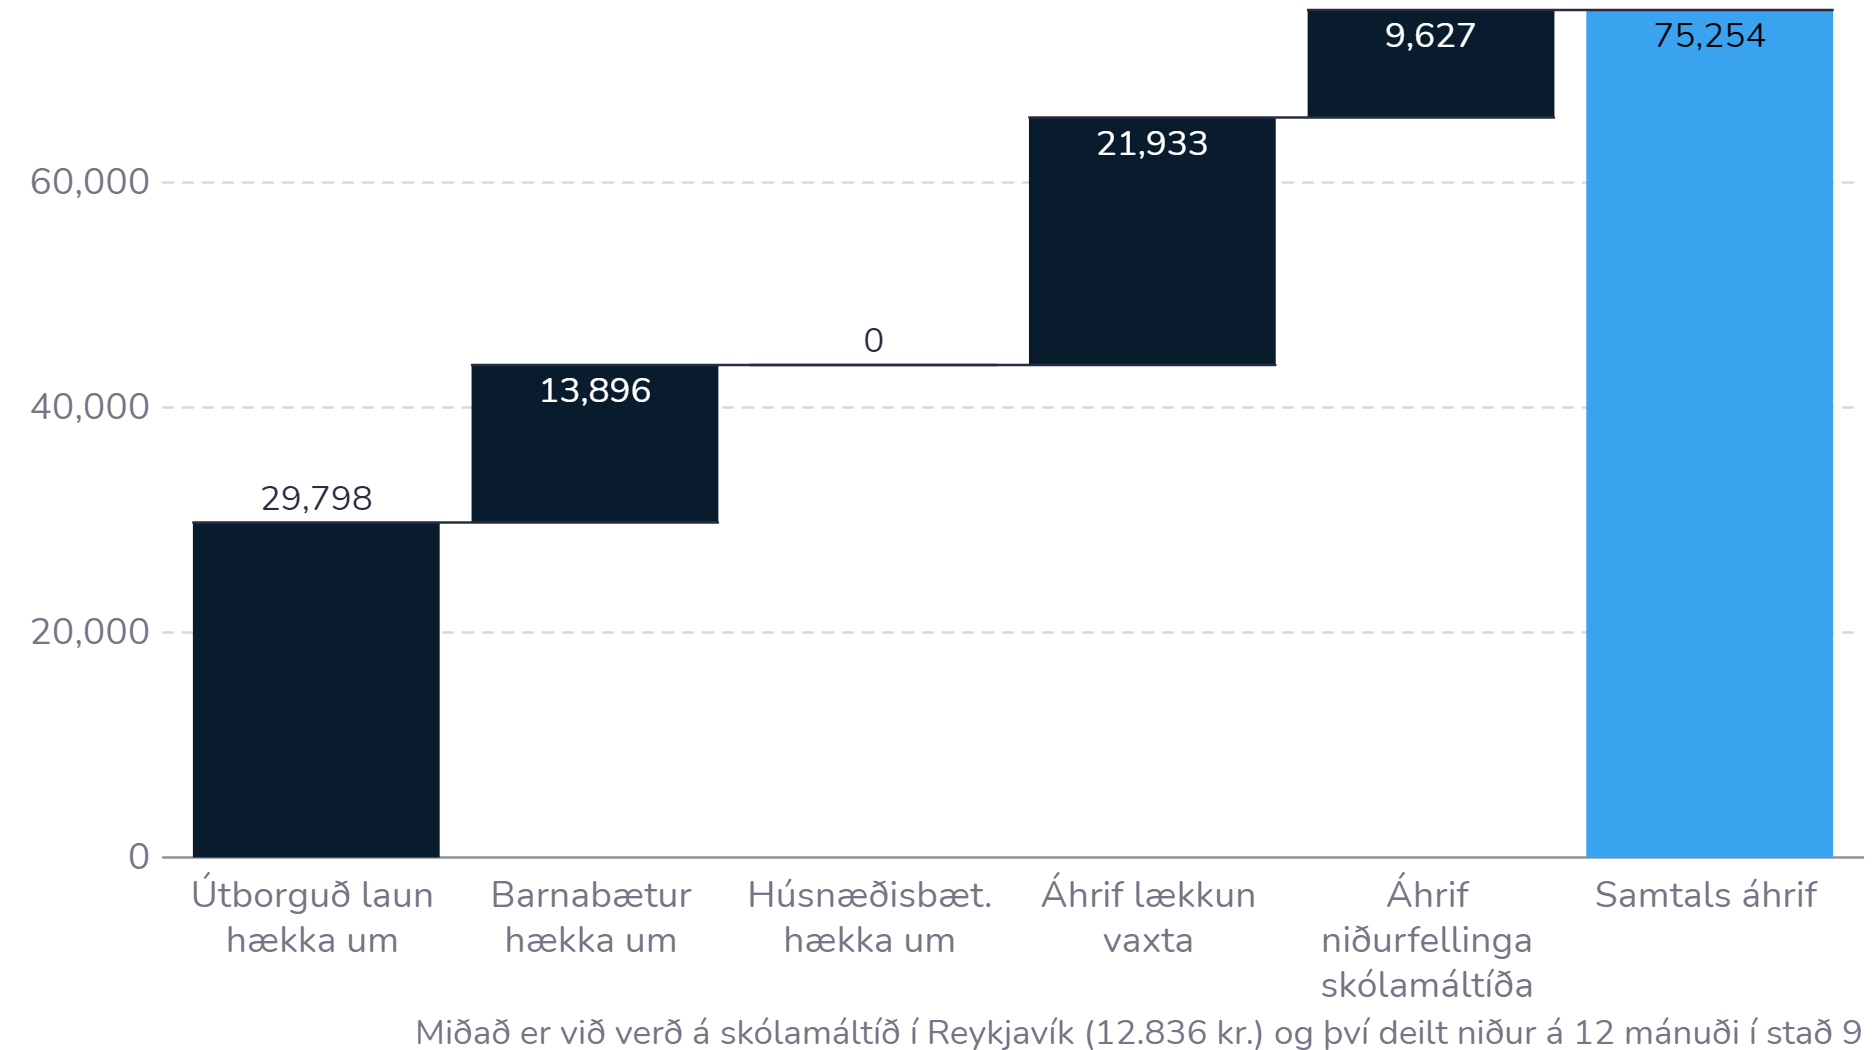 9,627
75,254
21,933
60,000
0
13,896
40,000
29,798
20,000
0
Útborguð laun
hækka um
Barnabætur
hækka um
Húsnæðisbæt.
hækka um
Áhrif lækkun
vaxta
Áhrif
niðurfellinga
skólamáltíða
Samtals áhrif
Miðað er við verð á skólamáltíð í Reykjavík (12.836 kr.) og því deilt niður á 12 mánuði í stað 9